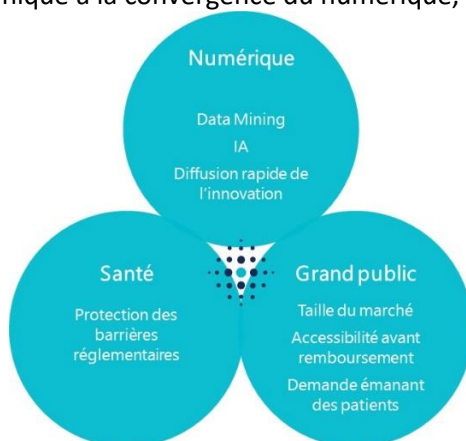 nique à la convergence du numérique,
Numérique
Data Mining
IA
Diffusion rapide de
l'innovation
Santé
Protection des
barrières
réglementaires
Grand public
Taille du marché
Accessibilité avant
remboursement
Demande émanant
des patients